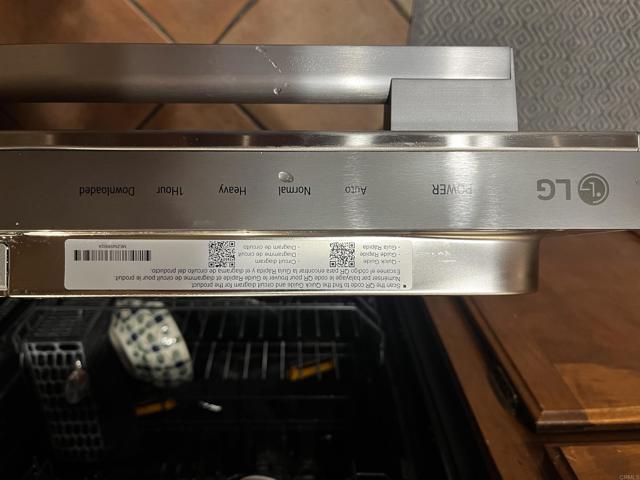 LG
POWER
Auto
Normal
Heavy
1Hour
Downloaded
Scan the QR code to find the Quick Guide and circuit diagram for the product.
Numériser par balayage le code QR pour trouver le Guide Rapide et diagramme de circuit pour le produit.
Escanee el código QR para encontrar la Guía Rápida y el diagrama de circuito del producto.
- Quick Guide
- Guide Rapide
- Guía Rápida
- Circuit diagram
- Diagramme de circuit
- Diagrama de circuito
CRMLS